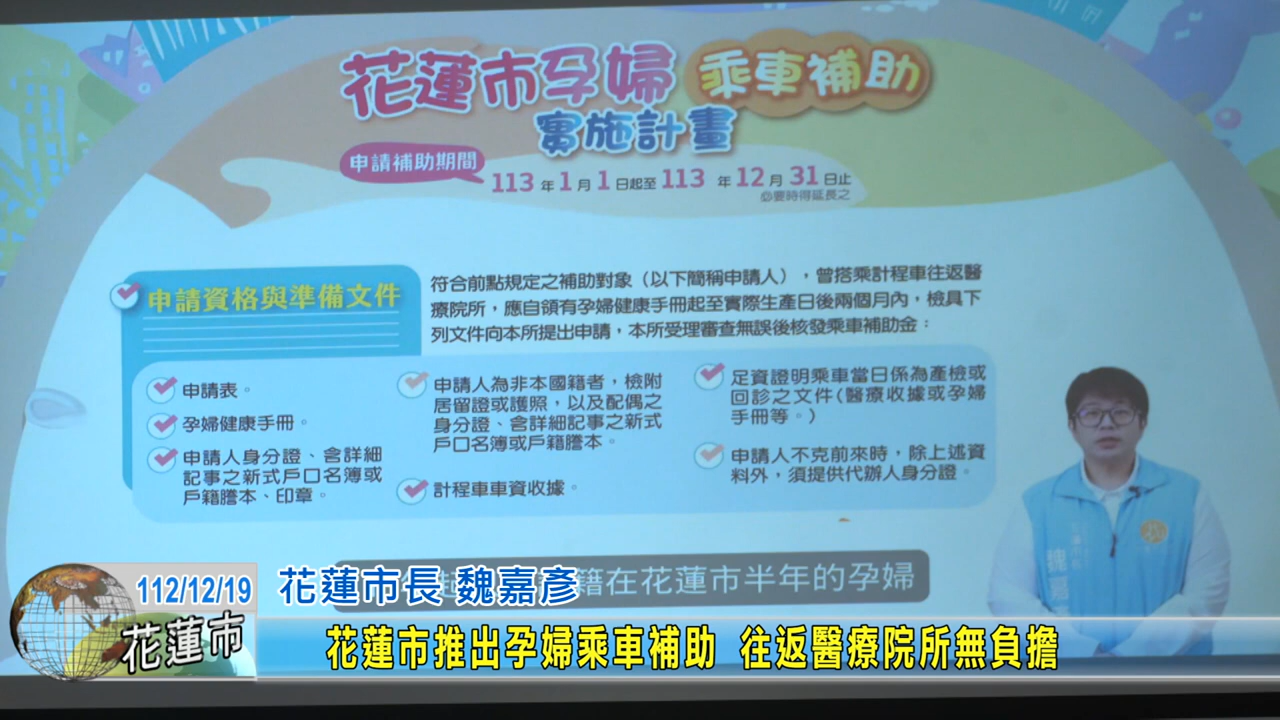 花蓮市孕婦 乘車補助
實施計畫
申請補助期間
113 年 1 月 1 日起至 113 年 12 月 31 日止
◎必要時得延長之
申請資格與準備文件
符合前點規定之補助對象（以下簡稱申請人），曾搭乘計程車往返醫
療院所，應自領有孕婦健康手冊起至實際生產日後兩個月內，檢具下
列文件向本所提出申請，本所受理審查無誤後核發乘車補助金：
申請表。
孕婦健康手冊。
申請人身分證、含詳細
記事之新式戶口名簿或
戶籍謄本、印章。
申請人為非本國籍者，檢附
居留證或護照，以及配偶之
身分證、含詳細記事之新式
戶口名簿或戶籍謄本。
計程車車資收據。
足資證明乘車當日係為產檢或
回診之文件(醫療收據或孕婦
手冊等。)
申請人不克前來時，除上述資
料外，須提供代辦人身分證。
魏嘉
籍在花蓮市半年的孕婦
112/12/19
花蓮市
花蓮市長 魏嘉彥
花蓮市推出孕婦乘車補助 往返醫療院所無負擔